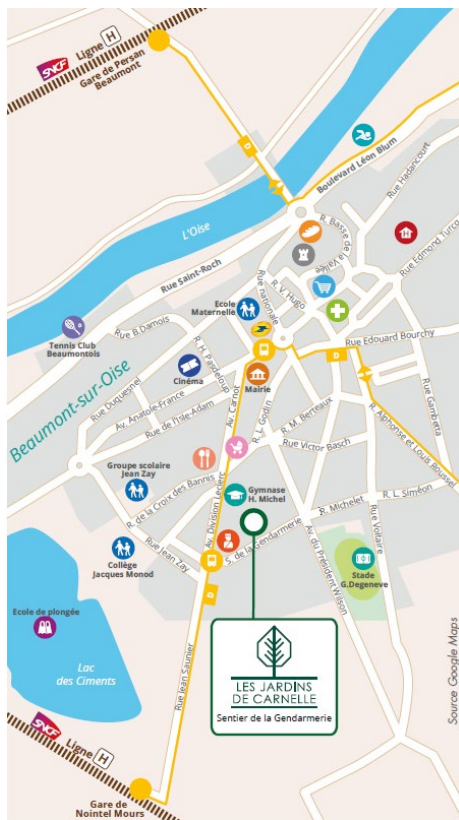 Ligne H
SNCF
Gare de Persan
Beaumont
D
Boulevard Léon Blum
Rue Hadancourt
L'Oise
R. Basse de
la Vallée
H
Rue Edmond Turcq
Rue Saint-Roch
R. V. Hugo
Rue nationale
Ecole
Maternelle
Tennis Club
Beaumontois
Rue B.Damois
R. H. Pasdeloup
Rue Edouard Bourchy
D
Beaumont-sur-Oise
Cinéma
Mairie
Rue Duquesnel
Av. Anatole-France
Av. Carnot
Rue de l'Isle-Adam
R. L. Godin
R. M. Berteaux
Rue Gambetta
R. Alphonse et Louis Roussel
Rue Victor Basch
Groupe scolaire
Jean Zay
R. de la Croix des Bannis
Av. Division Leclerc
Gymnase
H. Michel
R. L. Siméon
R. Michelet
Rue Voltaire
S. de la Gendarmerie
Rue Jean Zay
Collège
Jacques Monod
Av. du Président Wilson
Stade
G.Degeneve
D
Ecole de plongée
Lac
des Ciments
Rue Jean Saunier
LES JARDINS
DE CARNELLE
Sentier de la Gendarmerie
Source Google Maps
SNCF
Ligne H
Gare de
Nointel Mours